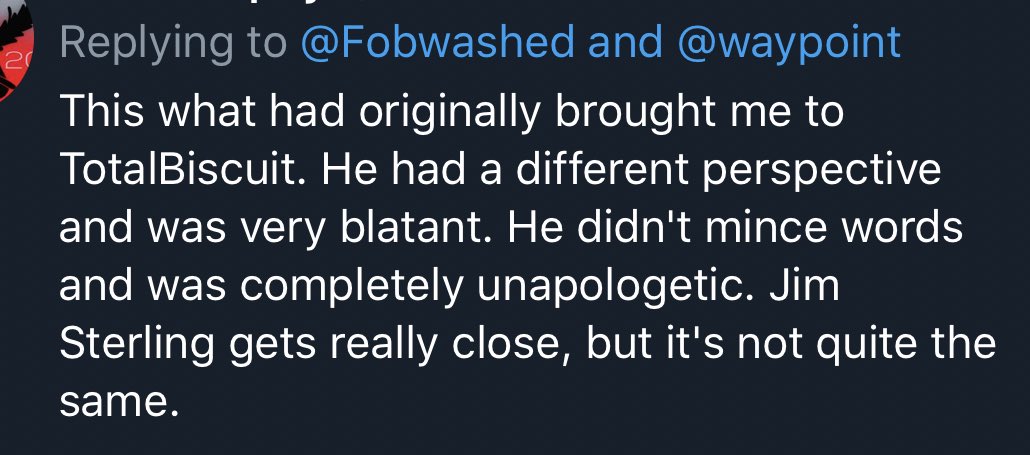 Replying to @Fobwashed and @waypoint
This what had originally brought me to
TotalBiscuit. He had a different perspective
and was very blatant. He didn't mince words
and was completely unapologetic. Jim
Sterling gets really close, but it's not quite the
same.